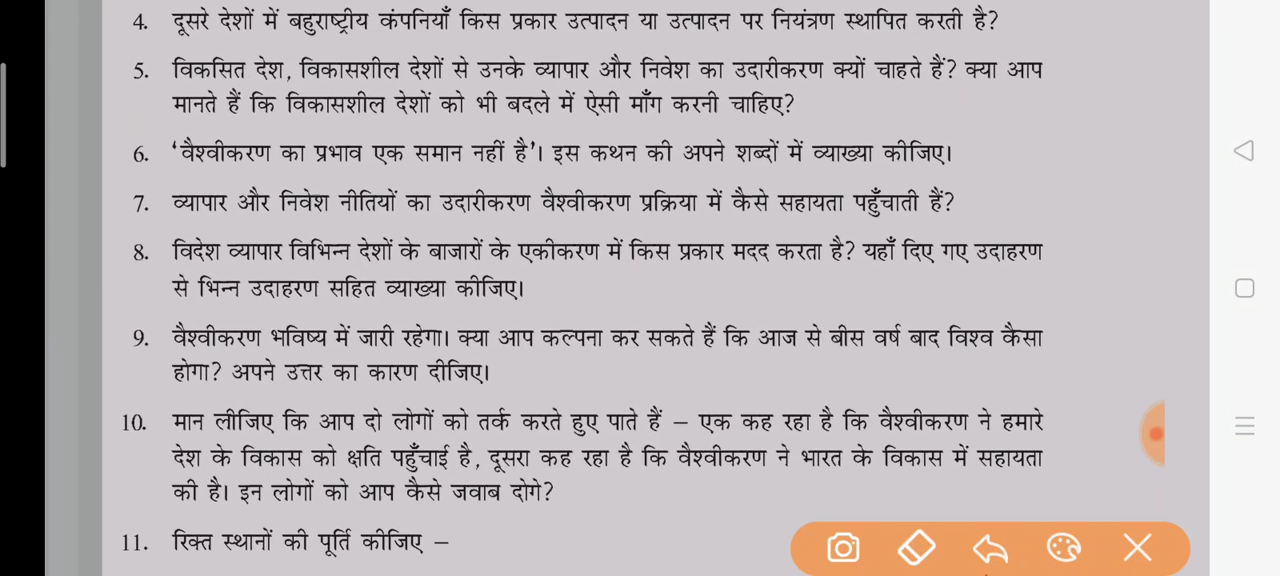 4. दूसरे देशों में बहुराष्ट्रीय कंपनियाँ किस प्रकार उत्पादन या उत्पादन पर नियंत्रण स्थापित करती है?
5. विकसित देश, विकासशील देशों से उनके व्यापार और निवेश का उदारीकरण क्यों चाहते हैं? क्या आप
मानते हैं कि विकासशील देशों को भी बदले में ऐसी माँग करनी चाहिए?
6. ‘वैश्वीकरण का प्रभाव एक समान नहीं है’। इस कथन की अपने शब्दों में व्याख्या कीजिए।
7. व्यापार और निवेश नीतियों का उदारीकरण वैश्वीकरण प्रक्रिया में कैसे सहायता पहुँचाती हैं?
8. विदेश व्यापार विभिन्न देशों के बाजारों के एकीकरण में किस प्रकार मदद करता है? यहाँ दिए गए उदाहरण
से भिन्न उदाहरण सहित व्याख्या कीजिए।
9. वैश्वीकरण भविष्य में जारी रहेगा। क्या आप कल्पना कर सकते हैं कि आज से बीस वर्ष बाद विश्व कैसा
होगा? अपने उत्तर का कारण दीजिए।
10. मान लीजिए कि आप दो लोगों को तर्क करते हुए पाते हैं – एक कह रहा है कि वैश्वीकरण ने हमारे
देश के विकास को क्षति पहुँचाई है, दूसरा कह रहा है कि वैश्वीकरण ने भारत के विकास में सहायता
की है। इन लोगों को आप कैसे जवाब दोगे?
11. रिक्त स्थानों की पूर्ति कीजिए –